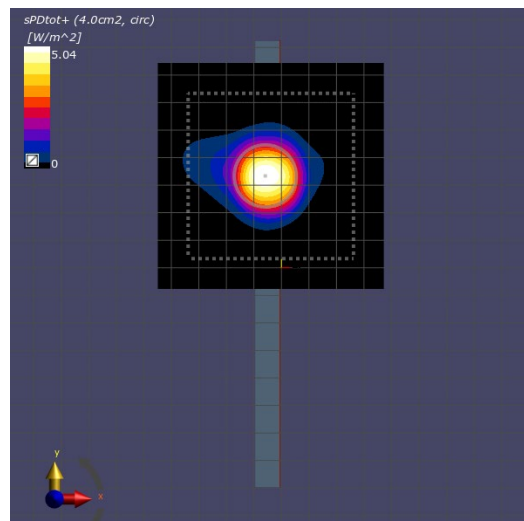 sPDtot+ (4.0cm2, circ)
[W/m^2]
5.04
0
y
x